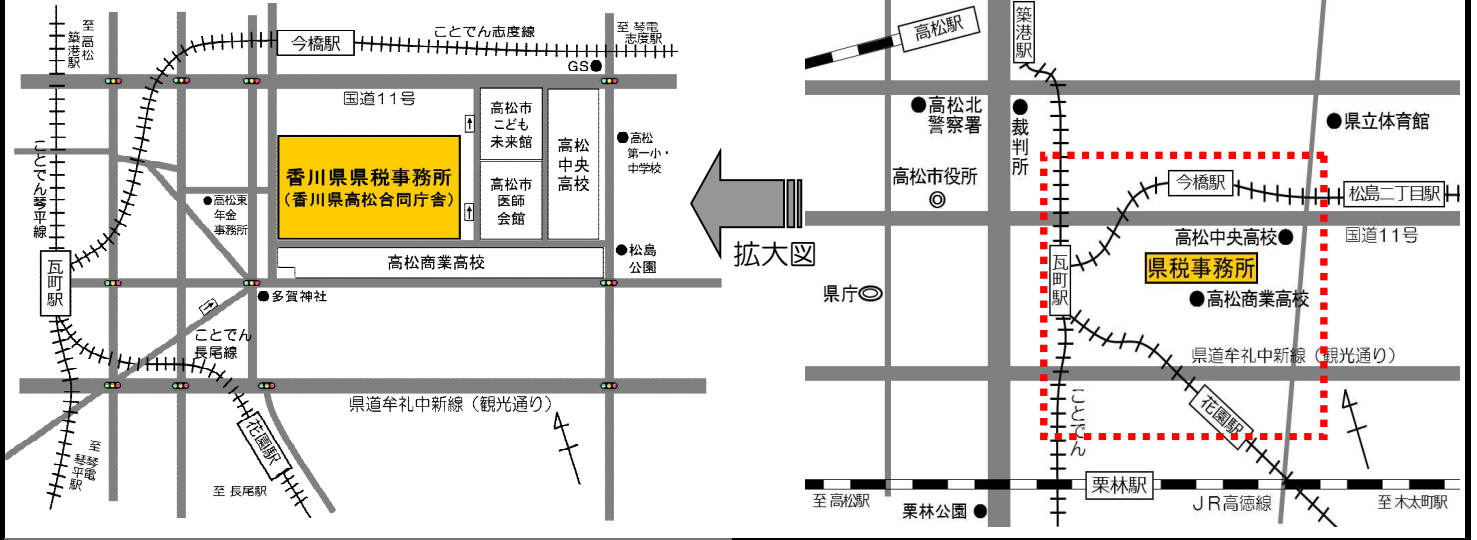 至 高松
築港駅
今橋駅
ことでん志度線
至 琴電
志度駅
GS
国道11号
ことでん琴平線
高松市
こども
未来館
高松
中央
高校
高松
第一小・
中学校
香川県県税事務所
(香川県高松合同庁舎)
高松市
医師
会館
高松東
年金
事務所
高松商業高校
松島
公園
瓦町駅
多賀神社
ことでん
長尾線
県道牟礼中新線（観光通り）
花園駅
至 琴電
琴平駅
至 長尾駅
拡大図
高松駅
築港駅
高松北
警察署
裁判所
県立体育館
高松市役所
今橋駅
松島二丁目駅
国道11号
高松中央高校
瓦町駅
県税事務所
県庁
高松商業高校
県道牟礼中新線（観光通り）
ことでん
花園駅
栗林駅
至 高松駅
栗林公園
ＪＲ高徳線
至 木太町駅